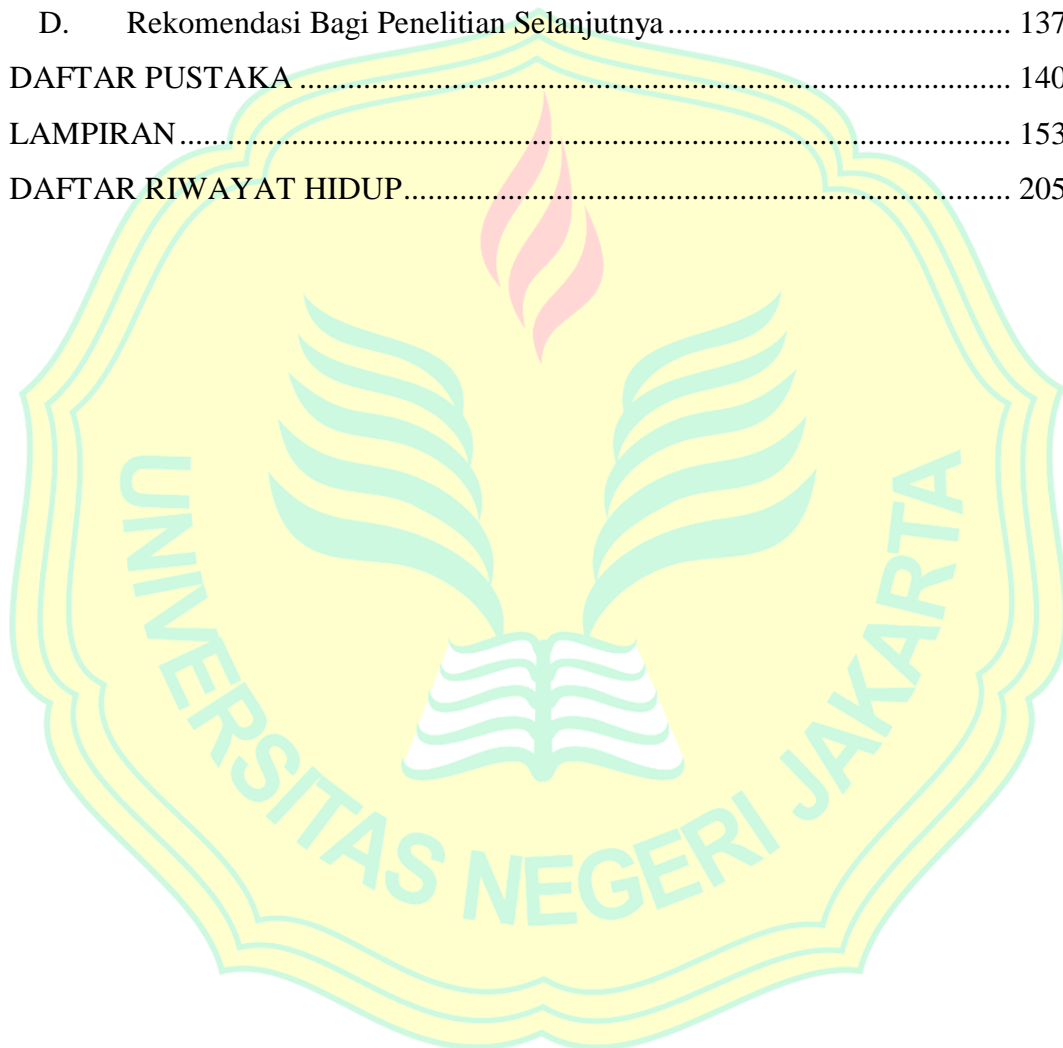 D. Rekomendasi Bagi Penelitian Selanjutnya ........................................ 137
DAFTAR PUSTAKA ........................................ 140
LAMPIRAN ........................................ 153
DAFTAR RIWAYAT HIDUP ........................................ 205
UNIVERSITAS NEGERI JAKARTA